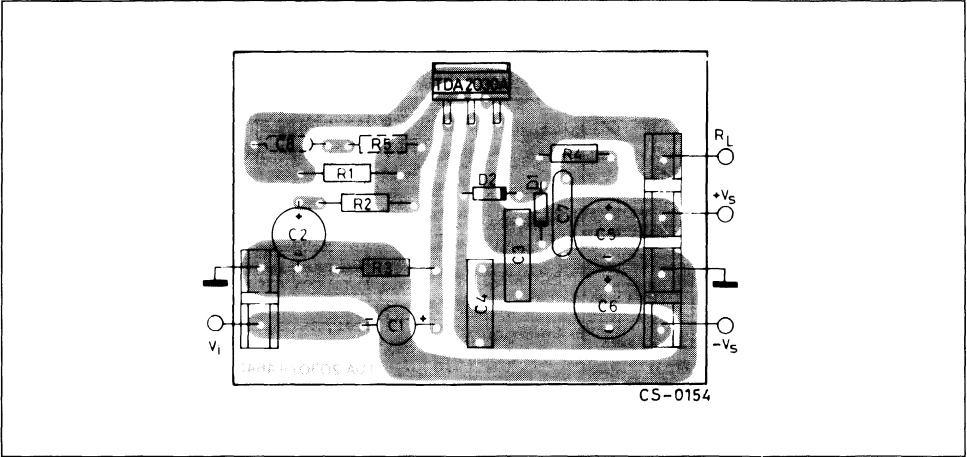 TDA2030A
C8
R5
R4
RL
R1
D2
D1
+Vs
R2
C7
C2
C5
C3
R3
C4
C6
C1
Vi
-Vs
CS-0154